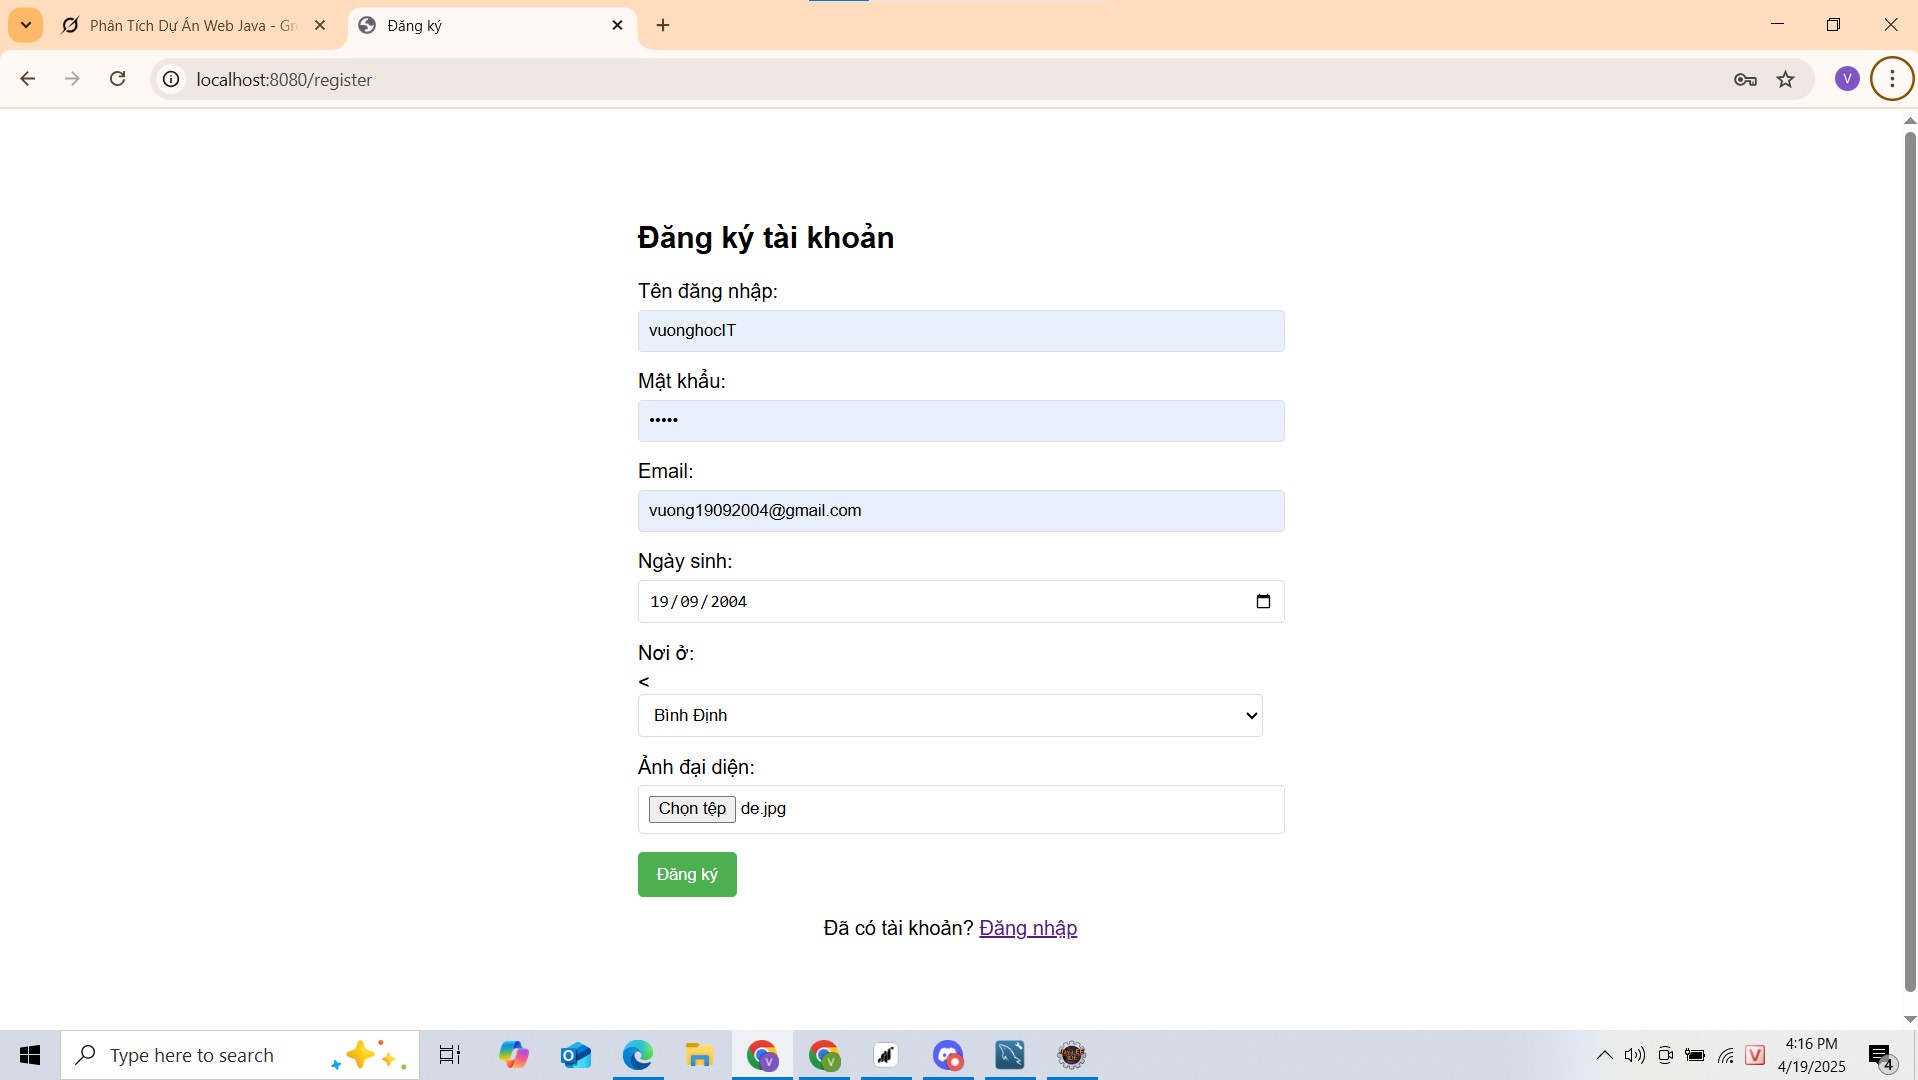 Phân Tích Dự Án Web Java - Gr
Đăng ký
localhost:8080/register
V
Đăng ký tài khoản
Tên đăng nhập:
vuonghocIT
Mật khẩu:
•••••
Email:
vuong19092004@gmail.com
Ngày sinh:
19/09/2004
Nơi ở:
<
Bình Định
Ảnh đại diện:
Chọn tệp de.jpg
Đăng ký
Đã có tài khoản? Đăng nhập
Type here to search
4:16 PM
4/19/2025
4